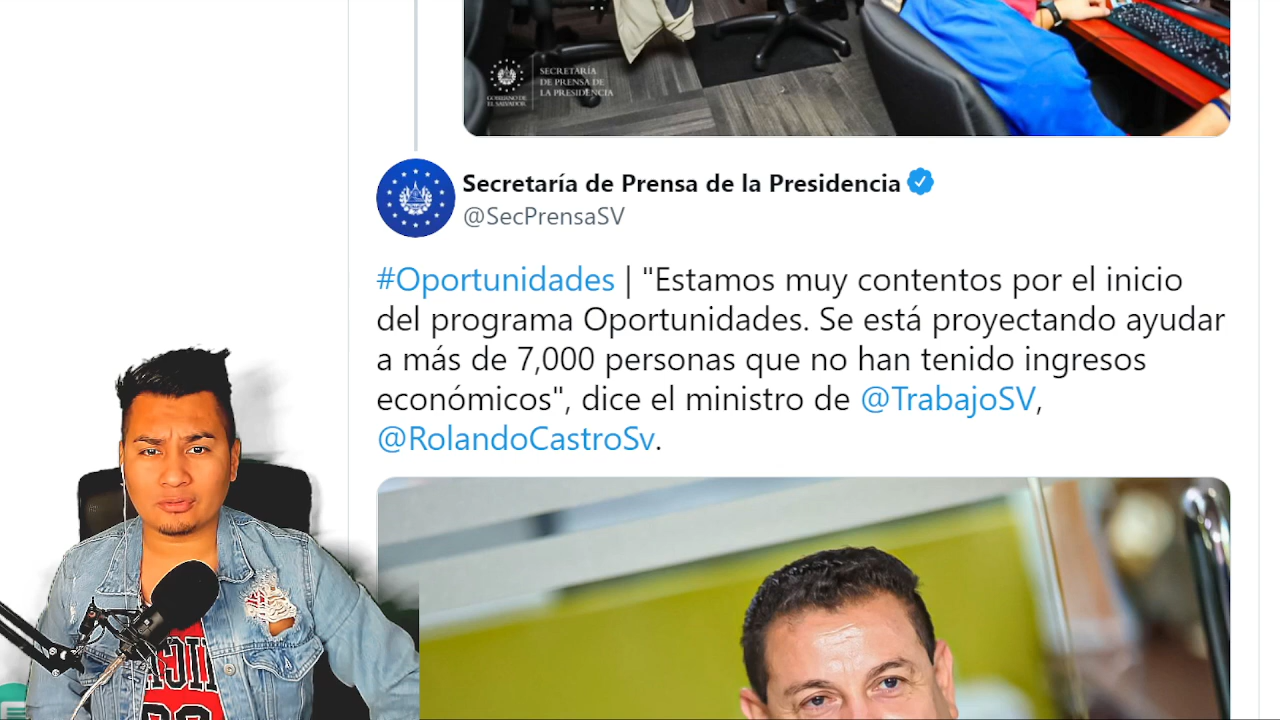 SECRETARÍA
DE PRENSA DE
LA PRESIDENCIA
GOBIERNO DE
EL SALVADOR
Secretaría de Prensa de la Presidencia
@SecPrensaSV
#Oportunidades | "Estamos muy contentos por el inicio
del programa Oportunidades. Se está proyectando ayudar
a más de 7,000 personas que no han tenido ingresos
económicos", dice el ministro de @TrabajoSV,
@RolandoCastroSv.